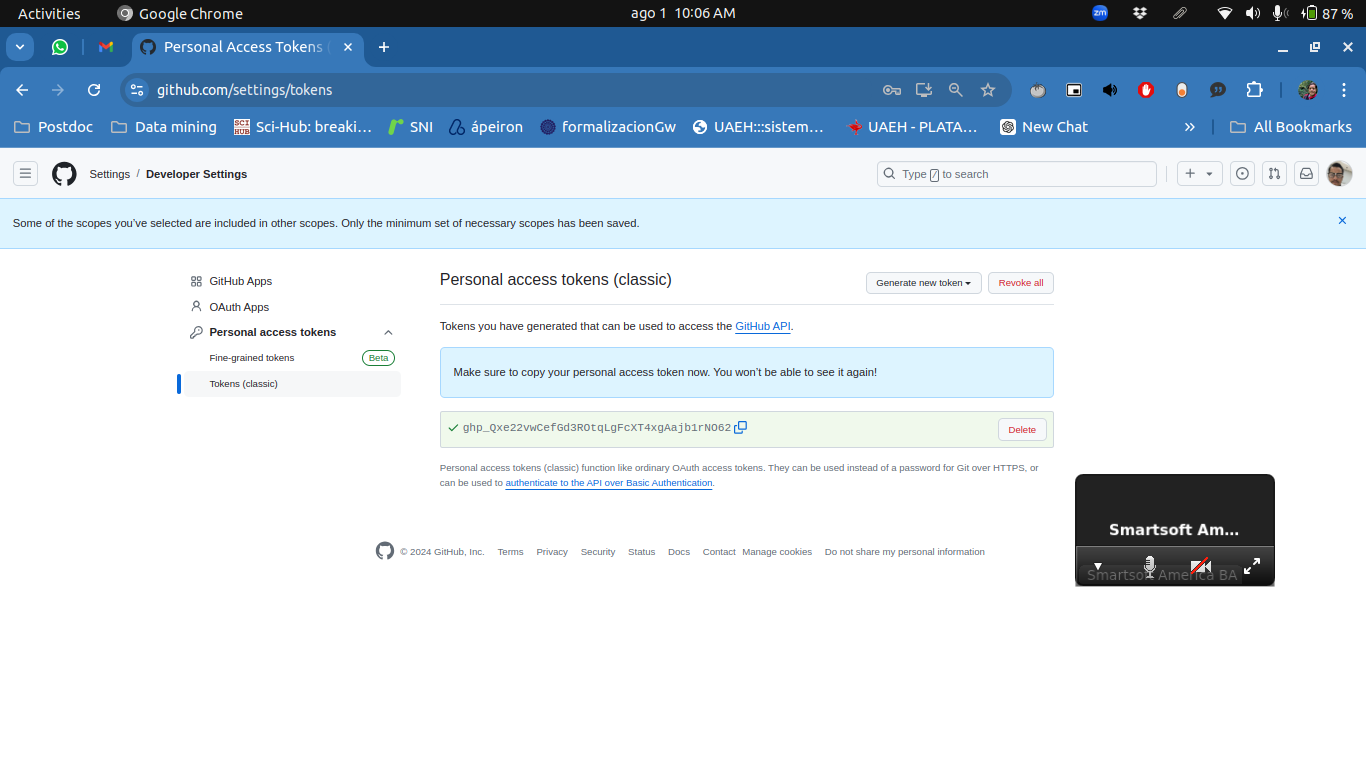 Activities
Google Chrome
ago 1 10:06 AM
zm
87 %
Personal Access Tokens (
github.com/settings/tokens
Postdoc
Data mining
SCI HUB
Sci-Hub: breaki…
SNI
ápeiron
formalizacionGw
UAEH:::sistem…
UAEH - PLATA…
New Chat
All Bookmarks
Settings / Developer Settings
Type / to search
Some of the scopes you’ve selected are included in other scopes. Only the minimum set of necessary scopes has been saved.
GitHub Apps
OAuth Apps
Personal access tokens
Fine-grained tokens
Beta
Tokens (classic)
Personal access tokens (classic)
Generate new token
Revoke all
Tokens you have generated that can be used to access the GitHub API.
Make sure to copy your personal access token now. You won’t be able to see it again!
Delete
Personal access tokens (classic) function like ordinary OAuth access tokens. They can be used instead of a password for Git over HTTPS, or
can be used to authenticate to the API over Basic Authentication.
Smartsoft Am...
Smartsoft America BA
© 2024 GitHub, Inc.
Terms
Privacy
Security
Status
Docs
Contact
Manage cookies
Do not share my personal information